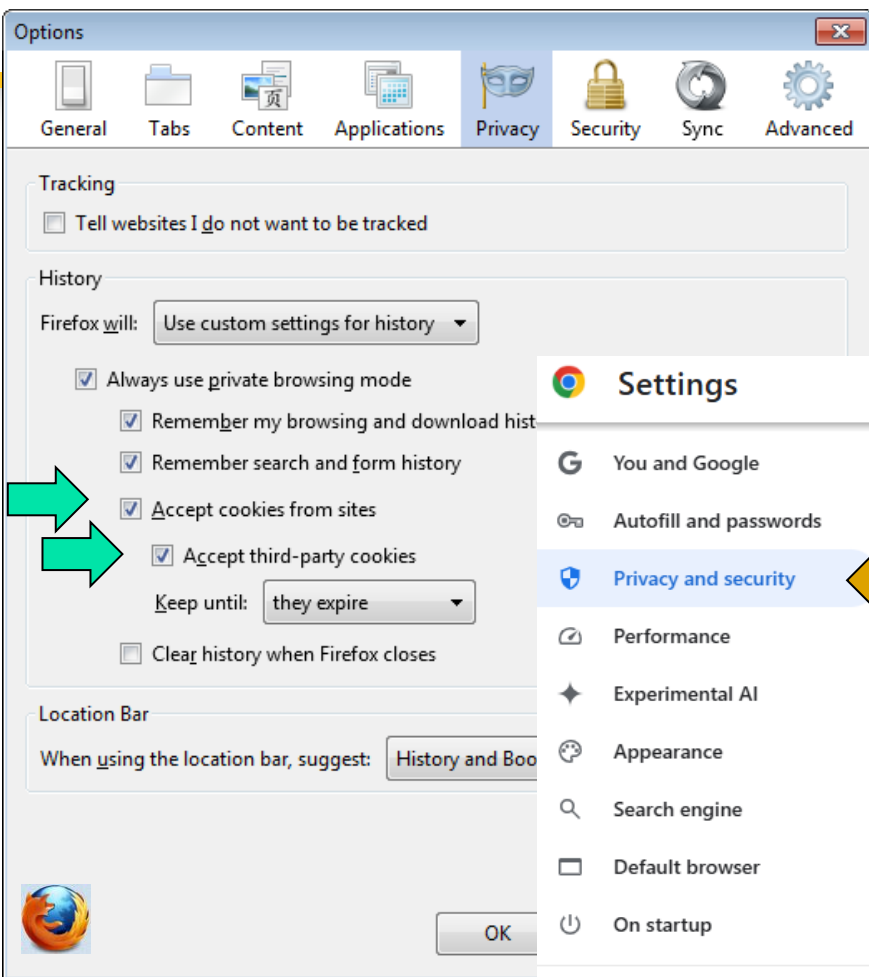 Options
General Tabs Content Applications Privacy Security Sync Advanced
Tracking
Tell websites I do not want to be tracked
History
Firefox will: Use custom settings for history
Always use private browsing mode
Remember my browsing and download hist
Remember search and form history
Accept cookies from sites
Accept third-party cookies
Keep until: they expire
Clear history when Firefox closes
Location Bar
When using the location bar, suggest: History and Boo
OK
Settings
You and Google
Autofill and passwords
Privacy and security
Performance
Experimental AI
Appearance
Search engine
Default browser
On startup
页